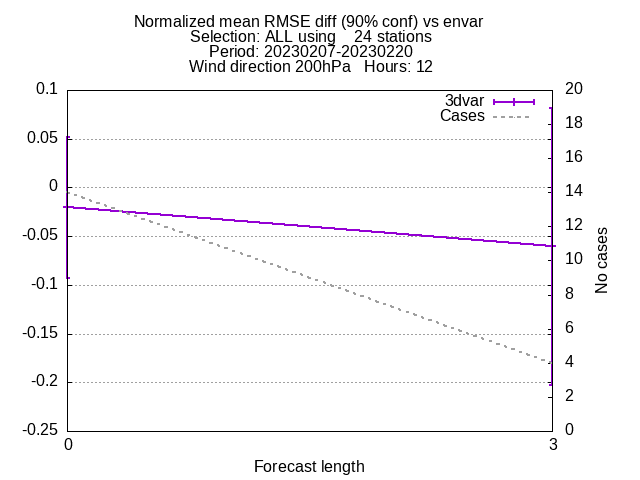 Normalized mean RMSE diff (90% conf) vs envar
Selection: ALL using    24 stations
Period: 20230207-20230220
Wind direction 200hPa   Hours: 12
3dvar
Cases
0.1
0.05
0
-0.05
-0.1
-0.15
-0.2
-0.25
20
18
16
14
12
10
8
6
4
2
0
No cases
0
3
Forecast length